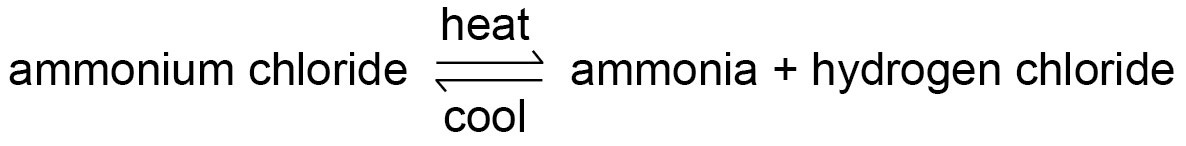 heat
ammonium chloride ⇌ ammonia + hydrogen chloride
cool